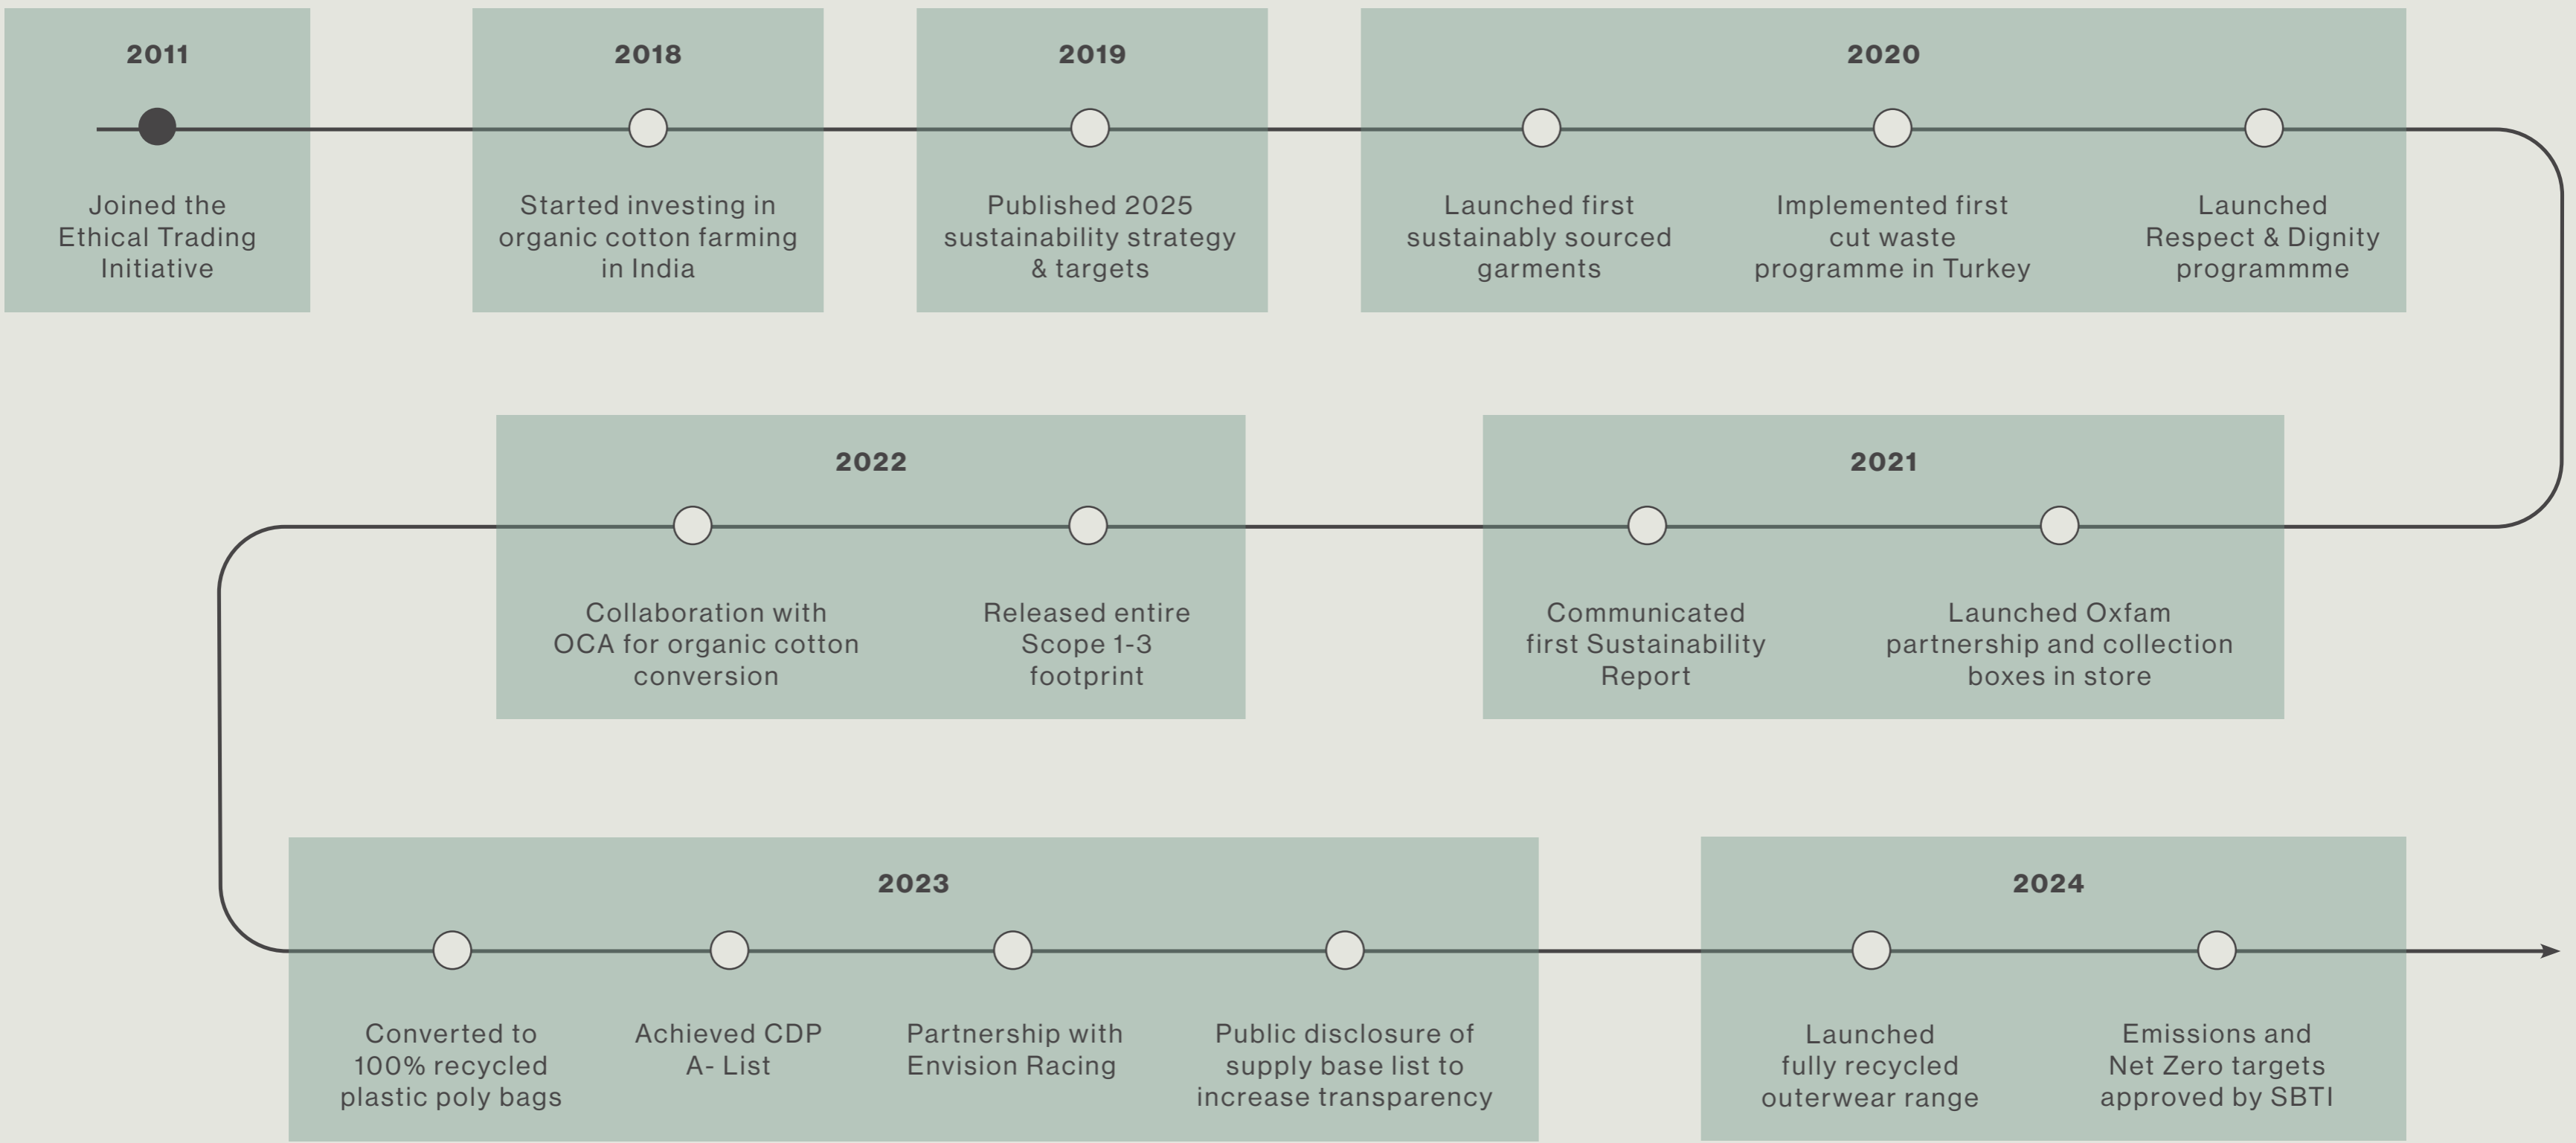 2011
Joined the
Ethical Trading
Initiative
2018
Started investing in
organic cotton farming
in India
2019
Published 2025
sustainability strategy
& targets
2020
Launched first
sustainably sourced
garments
Implemented first
cut waste
programme in Turkey
Launched
Respect & Dignity
programmme
2021
Launched Oxfam
partnership and collection
boxes in store
Communicated
first Sustainability
Report
2022
Released entire
Scope 1-3
footprint
Collaboration with
OCA for organic cotton
conversion
2023
Converted to
100% recycled
plastic poly bags
Achieved CDP
A- List
Partnership with
Envision Racing
Public disclosure of
supply base list to
increase transparency
2024
Launched
fully recycled
outerwear range
Emissions and
Net Zero targets
approved by SBTI